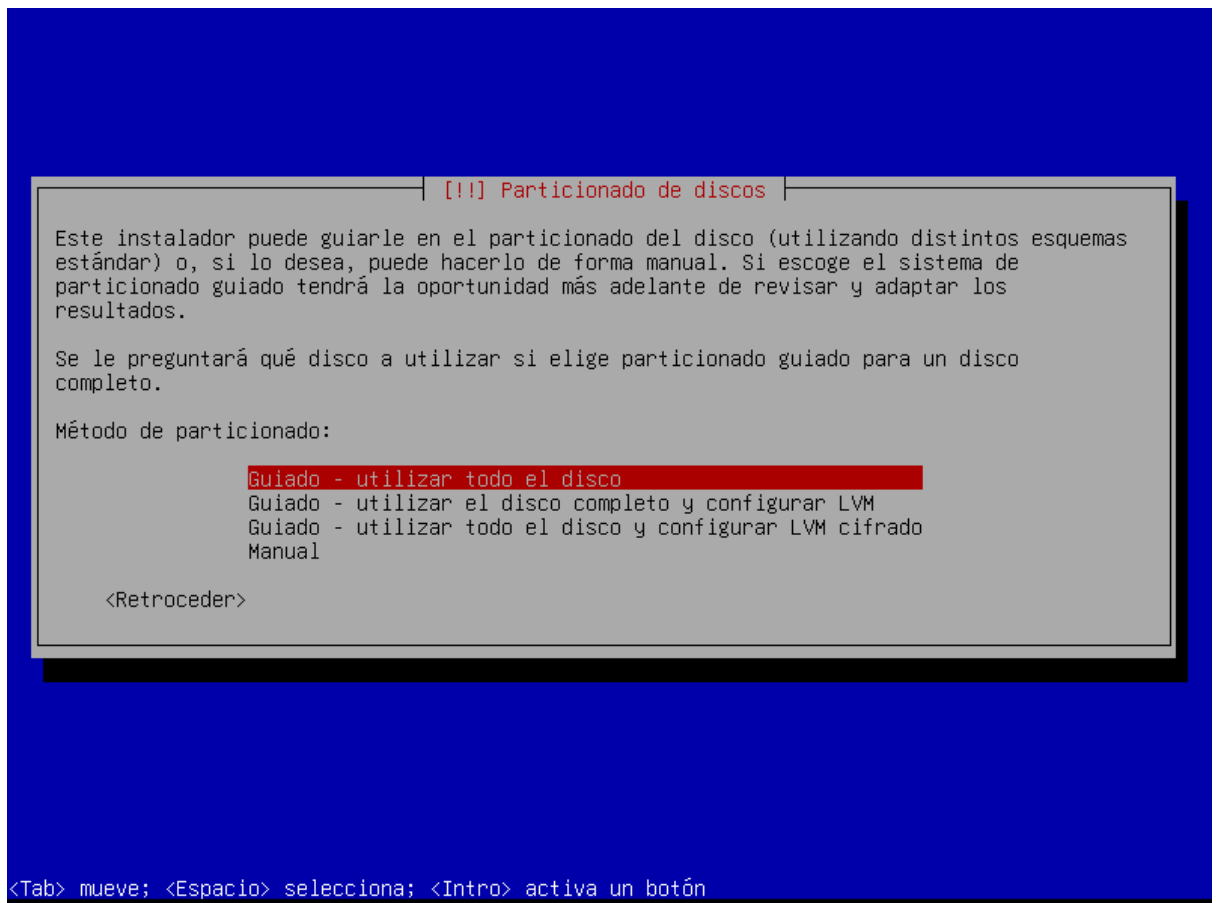 [!!] Particionado de discos
Este instalador puede guiarle en el particionado del disco (utilizando distintos esquemas
estándar) o, si lo desea, puede hacerlo de forma manual. Si escoge el sistema de
particionado guiado tendrá la oportunidad más adelante de revisar y adaptar los
resultados.
Se le preguntará qué disco a utilizar si elige particionado guiado para un disco
completo.
Método de particionado:
Guiado - utilizar todo el disco
Guiado - utilizar el disco completo y configurar LVM
Guiado - utilizar todo el disco y configurar LVM cifrado
Manual
<Retroceder>
<Tab> mueve; <Espacio> selecciona; <Intro> activa un botón